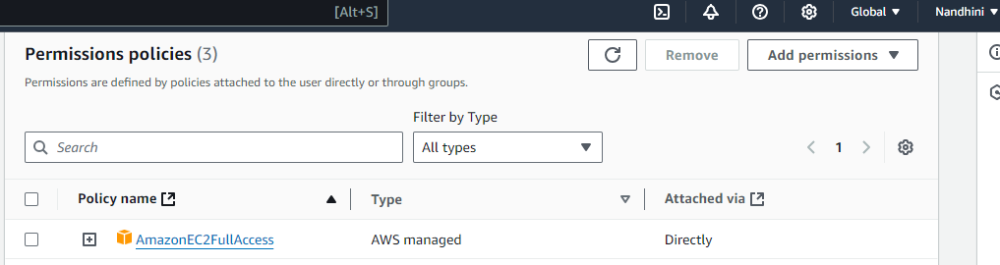 [Alt+S]
Global ▼ Nandhini ▼
Permissions policies (3)
Remove
Add permissions ▼
Permissions are defined by policies attached to the user directly or through groups.
Filter by Type
Search
All types ▼
1
Policy name ▲ Type ▽ Attached via
AmazonEC2FullAccess AWS managed Directly